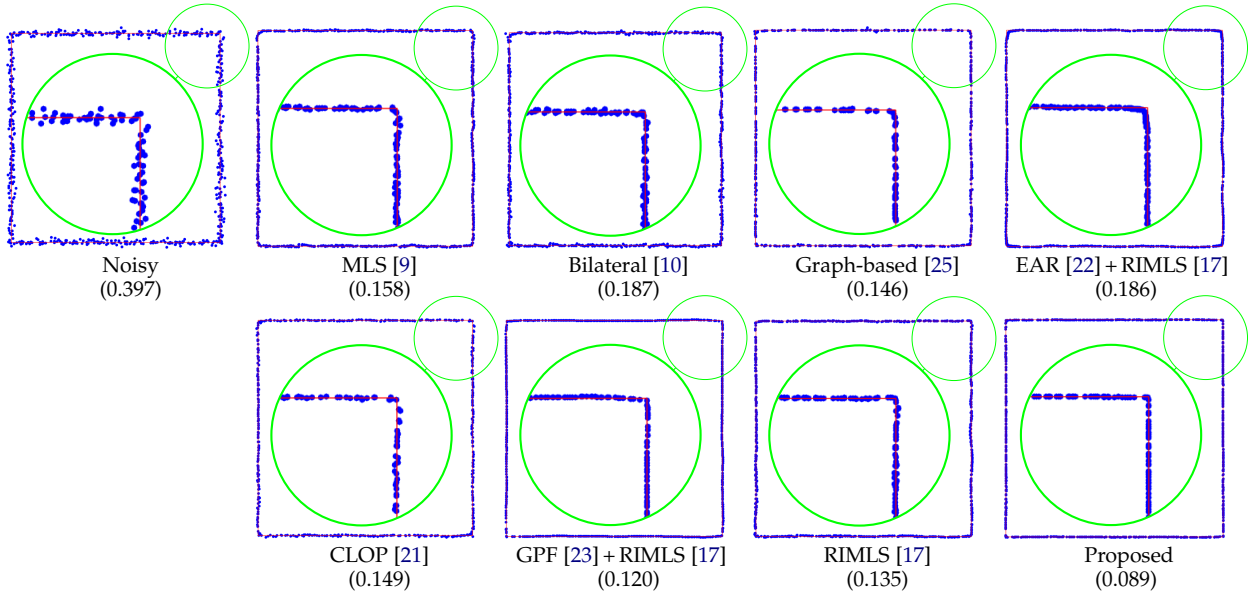 Noisy
(0.397)
MLS [9]
(0.158)
Bilateral [10]
(0.187)
Graph-based [25]
(0.146)
EAR [22] + RIMLS [17]
(0.186)
CLOP [21]
(0.149)
GPF [23] + RIMLS [17]
(0.120)
RIMLS [17]
(0.135)
Proposed
(0.089)